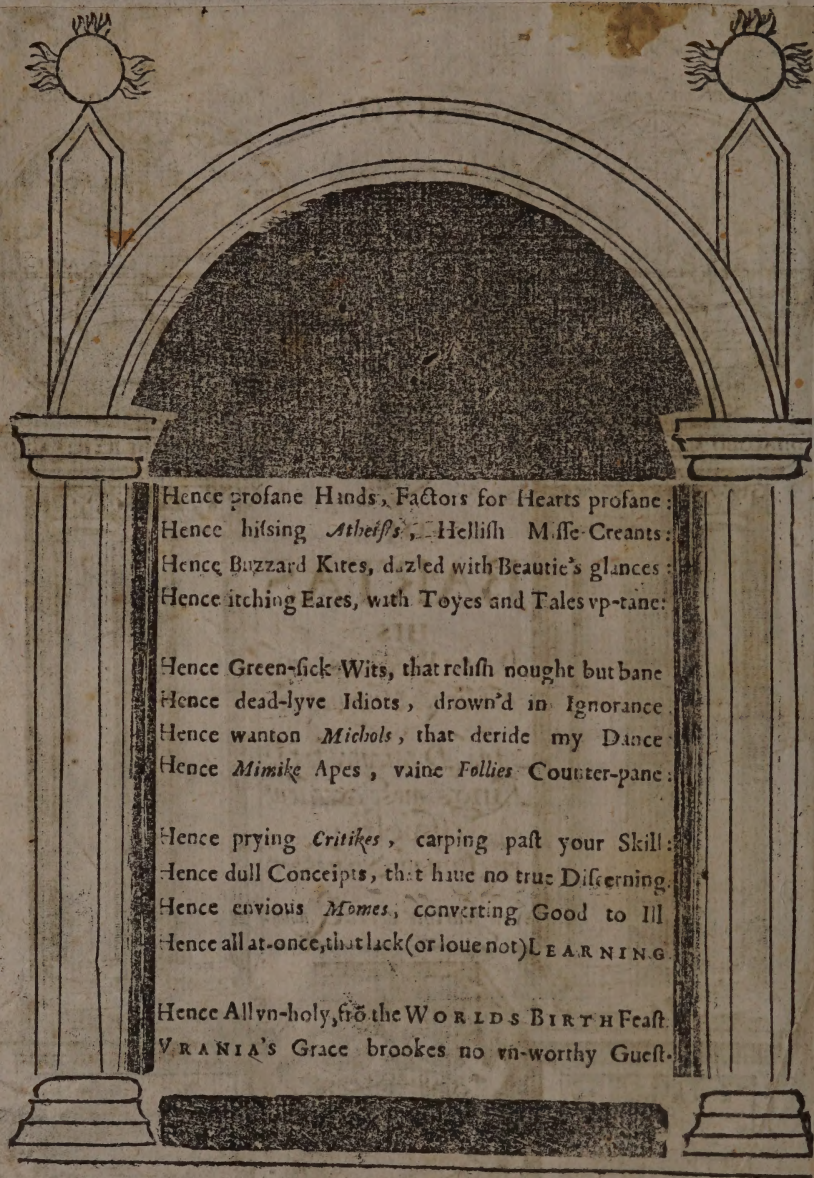 Hence profane Hands, Factors for Hearts profane:
Hence hiſsing Atheiſts, Helliſh Miſſe-Creants:
Hence Buzzard Kites, dazled with Beautie's glances:
Hence itching Eares, with Toyes and Tales vp-tane:
Hence Green-ſick Wits, that reliſh nought but bane
Hence dead-lyve Idiots, drown'd in Ignorance.
Hence wanton Michols, that deride my Dance
Hence Mimike Apes, vaine Follies Counter-pane:
Hence prying Critikes, carping paſt your Skill:
Hence dull Conceipts, that haue no true Diſcerning.
Hence envious Momes, converting Good to Ill
Hence all at-once, that lack (or loue not) LEARNING.
Hence All vn-holy, frō the WORLDS BIRTH Feaſt.
VRANIA's Grace brookes no vn-worthy Gueſt.